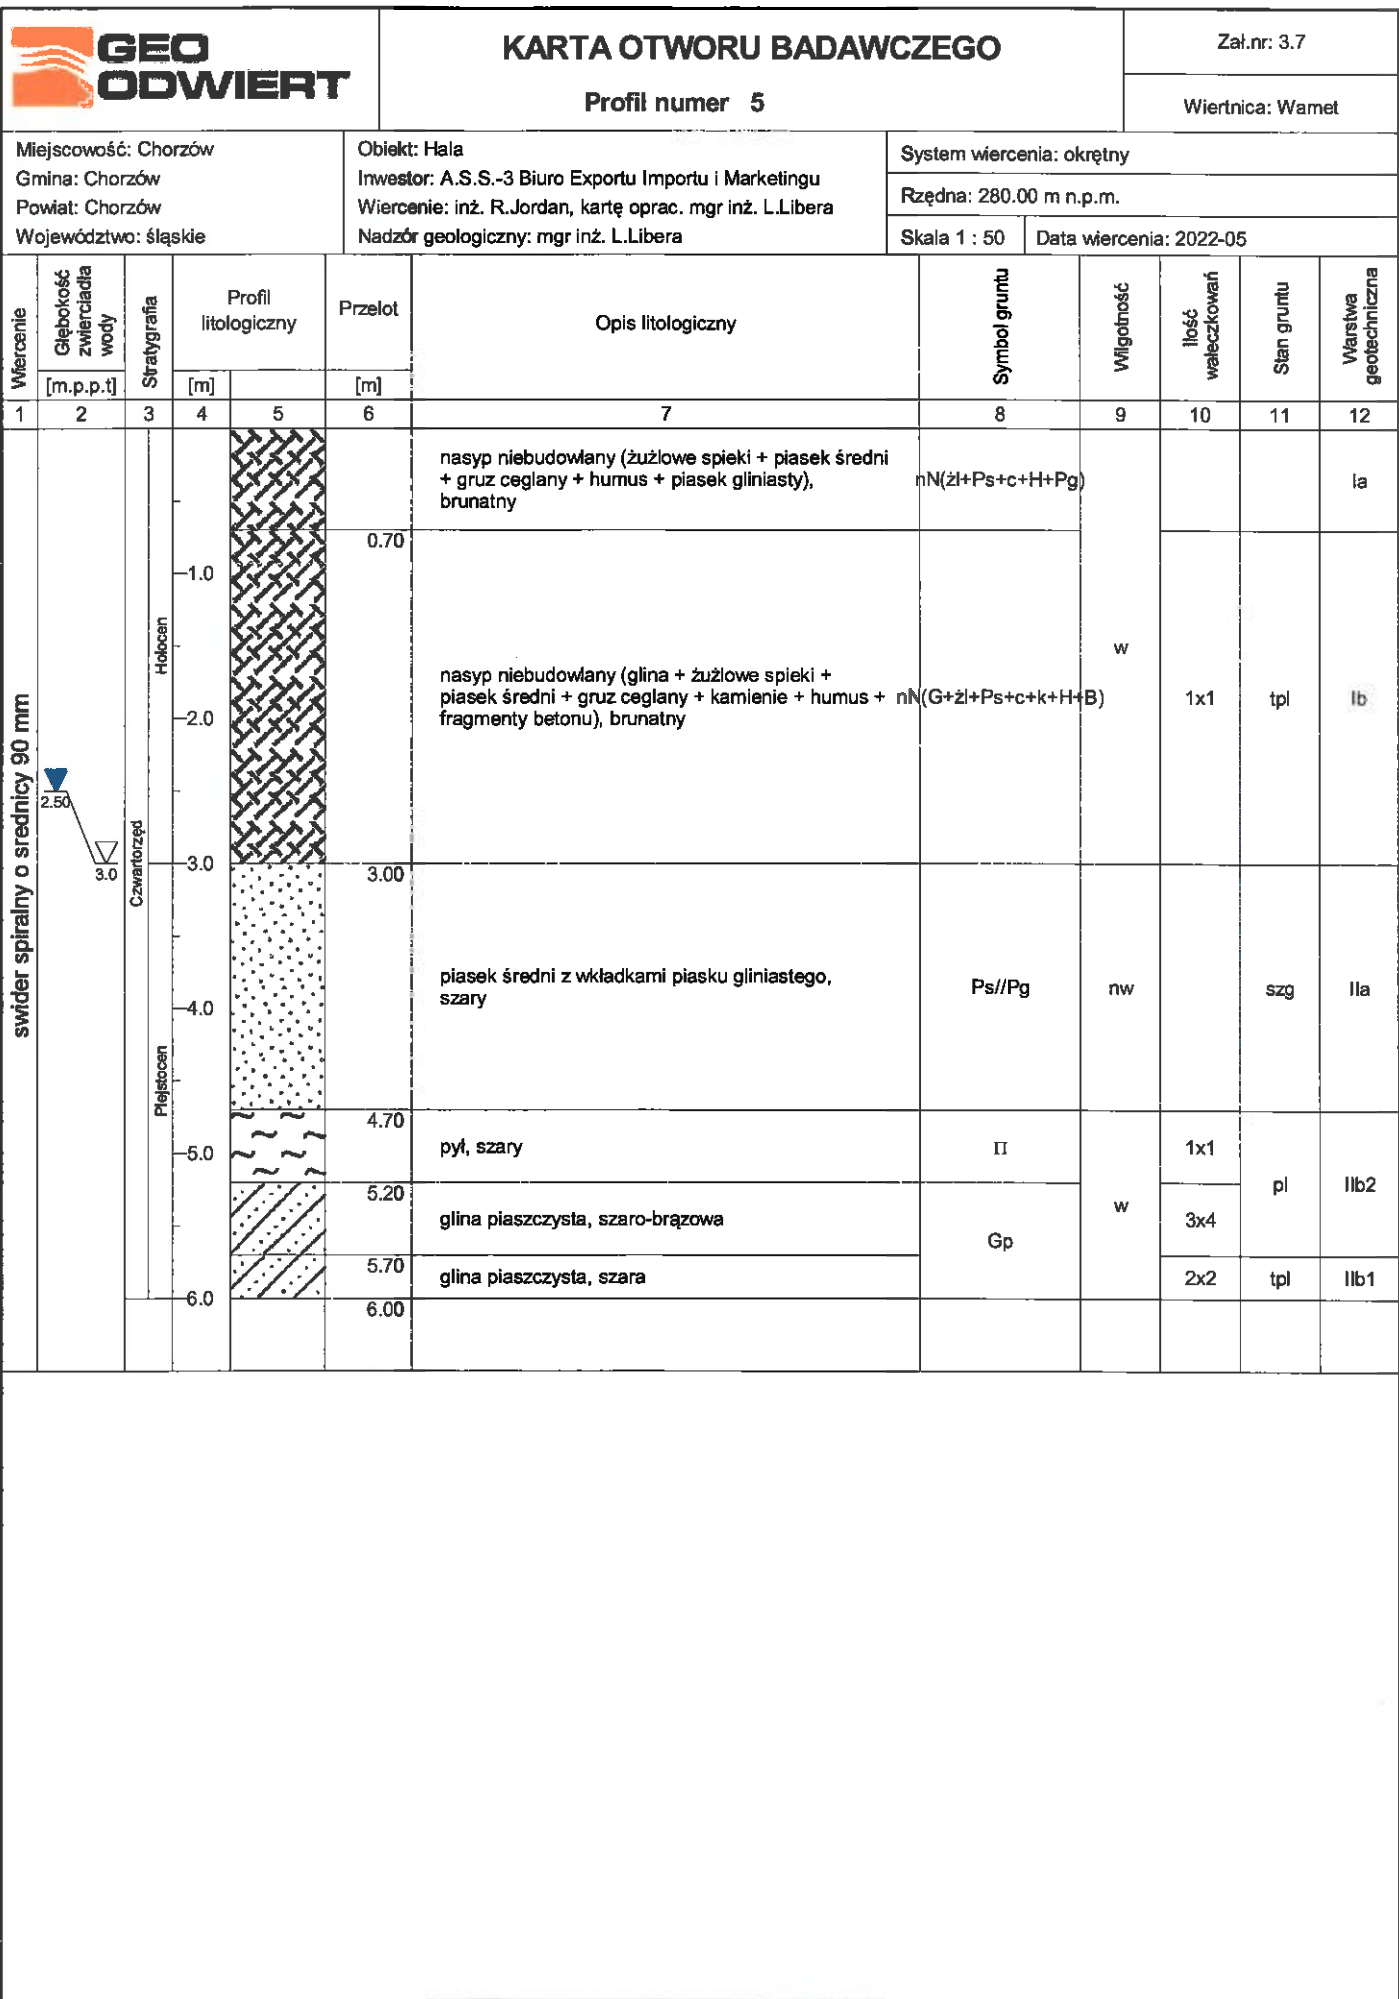 GEO
ODWIERT
KARTA OTWORU BADAWCZEGO
Profil numer 5
Zał.nr: 3.7
Wiertnica: Wamet
Miejscowość: Chorzów
Gmina: Chorzów
Powiat: Chorzów
Województwo: śląskie
Obiekt: Hala
Inwestor: A.S.S.-3 Biuro Exportu Importu i Marketingu
Wiercenie: inż. R.Jordan, kartę oprac. mgr inż. L.Libera
Nadzór geologiczny: mgr inż. L.Libera
System wiercenia: okrętny
Rzędna: 280.00 m n.p.m.
Skala 1 : 50
Data wiercenia: 2022-05
Wiercenie
Głębokość
zwierciadła
wody
[m.p.p.t]
Stratygrafia
Profil
litologiczny
[m]
Przelot
[m]
Opis litologiczny
Symbol gruntu
Wilgotność
Ilość
wałeczkowań
Stan gruntu
Warstwa
geotechniczna
1 2 3 4 5 6 7 8 9 10 11 12
swider spiralny o srednicy 90 mm
2.50
3.0
Czwartorzęd
Holocen
Plejstocen
1.0
2.0
3.0
4.0
5.0
6.0
nasyp niebudowlany (żużlowe spieki + piasek średni
+ gruz ceglany + humus + piasek gliniasty),
brunatny
nN(żl+Ps+c+H+Pg)
Ia
0.70
nasyp niebudowlany (glina + żużlowe spieki +
piasek średni + gruz ceglany + kamienie + humus +
fragmenty betonu), brunatny
nN(G+żl+Ps+c+k+H+B)
w
1x1
tpl
Ib
3.00
piasek średni z wkładkami piasku gliniastego,
szary
Ps//Pg
nw
szg
IIa
4.70
pył, szary
Π
1x1
5.20
glina piaszczysta, szaro-brązowa
Gp
w
3x4
pl
IIb2
5.70
glina piaszczysta, szara
2x2
tpl
IIb1
6.00